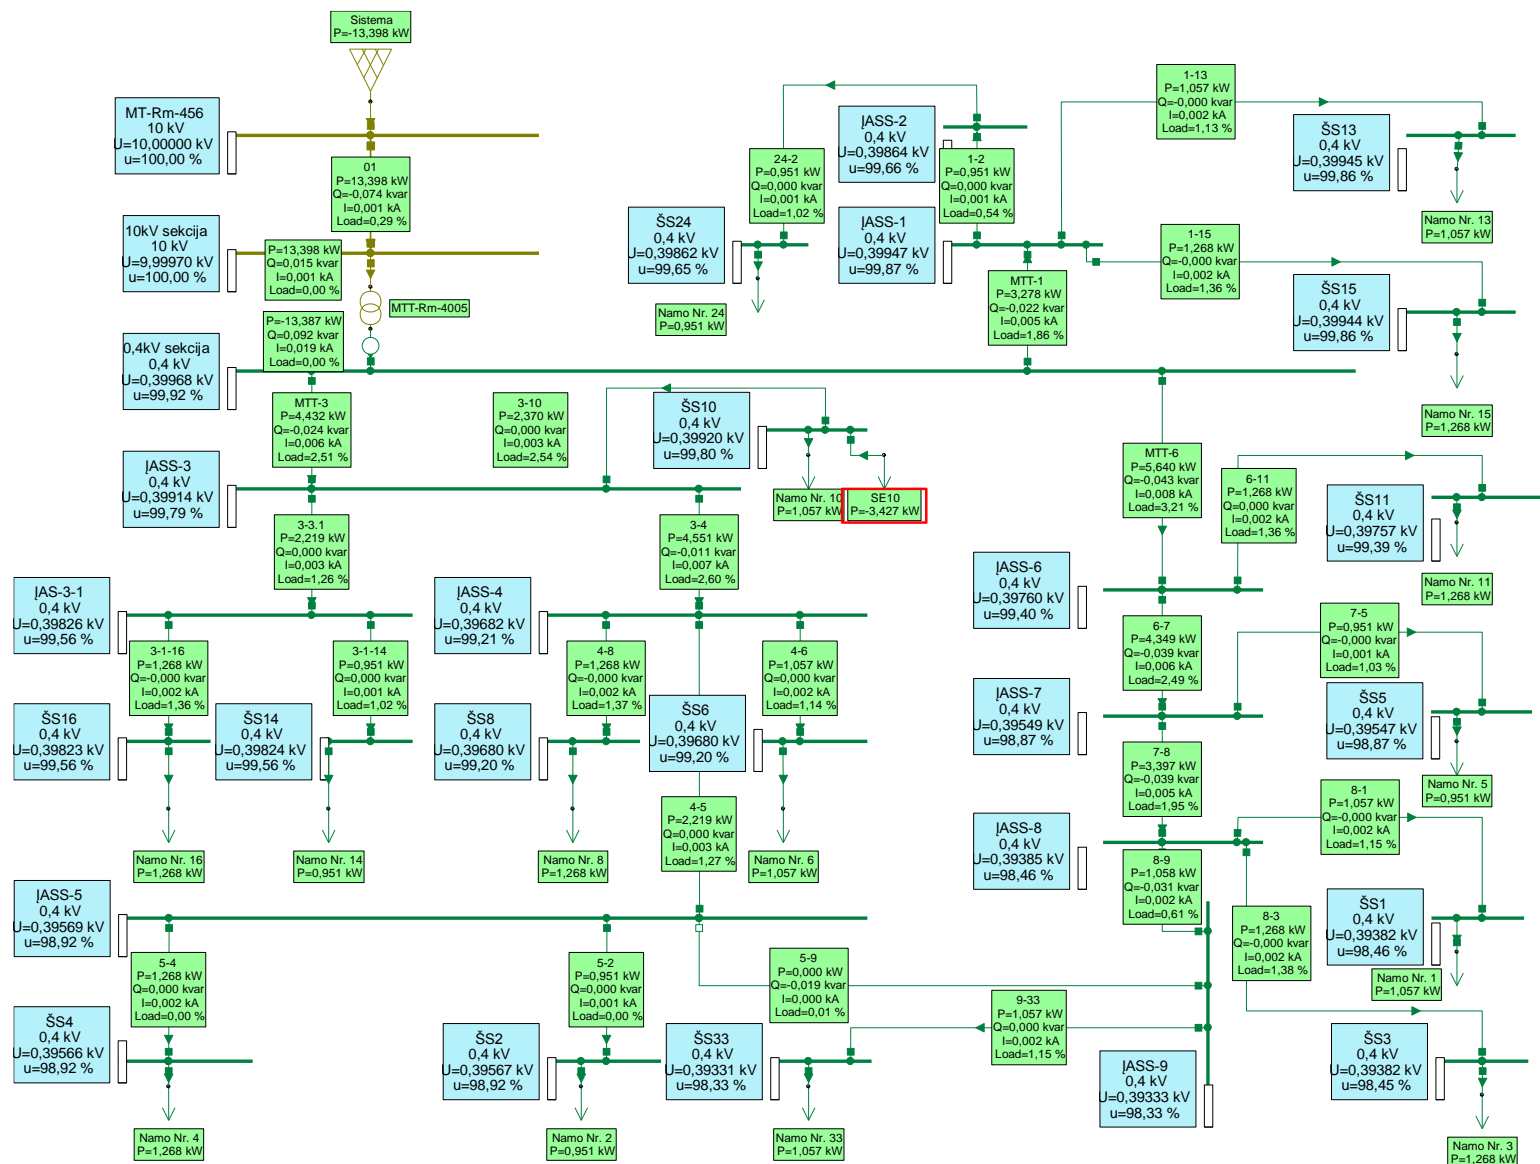 Sistema
P=-13,398 kW
MT-Rm-456
10 kV
U=10,00000 kV
u=100,00 %
01
P=13,398 kW
Q=-0,074 kvar
I=0,001 kA
Load=0,29 %
10kV sekcija
10 kV
U=9,99970 kV
u=100,00 %
P=13,398 kW
Q=0,015 kvar
I=0,001 kA
Load=0,00 %
MTT-Rm-4005
P=-13,387 kW
Q=0,092 kvar
I=0,019 kA
Load=0,00 %
0,4kV sekcija
0,4 kV
U=0,39968 kV
u=99,92 %
24-2
P=0,951 kW
Q=0,000 kvar
I=0,001 kA
Load=1,02 %
ĮASS-2
0,4 kV
U=0,39864 kV
u=99,66 %
1-2
P=0,951 kW
Q=0,000 kvar
I=0,001 kA
Load=0,54 %
1-13
P=1,057 kW
Q=-0,000 kvar
I=0,002 kA
Load=1,13 %
ŠS13
0,4 kV
U=0,39945 kV
u=99,86 %
Namo Nr. 13
P=1,057 kW
ŠS24
0,4 kV
U=0,39862 kV
u=99,65 %
Namo Nr. 24
P=0,951 kW
ĮASS-1
0,4 kV
U=0,39947 kV
u=99,87 %
MTT-1
P=3,278 kW
Q=-0,022 kvar
I=0,005 kA
Load=1,86 %
1-15
P=1,268 kW
Q=-0,000 kvar
I=0,002 kA
Load=1,36 %
ŠS15
0,4 kV
U=0,39944 kV
u=99,86 %
Namo Nr. 15
P=1,268 kW
MTT-3
P=4,432 kW
Q=-0,024 kvar
I=0,006 kA
Load=2,51 %
3-10
P=2,370 kW
Q=0,000 kvar
I=0,003 kA
Load=2,54 %
ŠS10
0,4 kV
U=0,39920 kV
u=99,80 %
Namo Nr. 10
P=1,057 kW
SE10
P=-3,427 kW
MTT-6
P=5,640 kW
Q=-0,043 kvar
I=0,008 kA
Load=3,21 %
6-11
P=1,268 kW
Q=0,000 kvar
I=0,002 kA
Load=1,36 %
ŠS11
0,4 kV
U=0,39757 kV
u=99,39 %
Namo Nr. 11
P=1,268 kW
ĮASS-3
0,4 kV
U=0,39914 kV
u=99,79 %
3-3.1
P=2,219 kW
Q=0,000 kvar
I=0,003 kA
Load=1,26 %
3-4
P=4,551 kW
Q=-0,011 kvar
I=0,007 kA
Load=2,60 %
ĮAS-3-1
0,4 kV
U=0,39826 kV
u=99,56 %
ĮASS-4
0,4 kV
U=0,39682 kV
u=99,21 %
ĮASS-6
0,4 kV
U=0,39760 kV
u=99,40 %
3-1-16
P=1,268 kW
Q=-0,000 kvar
I=0,002 kA
Load=1,36 %
3-1-14
P=0,951 kW
Q=0,000 kvar
I=0,001 kA
Load=1,02 %
4-8
P=1,268 kW
Q=-0,000 kvar
I=0,002 kA
Load=1,37 %
4-6
P=1,057 kW
Q=0,000 kvar
I=0,002 kA
Load=1,14 %
6-7
P=4,349 kW
Q=-0,039 kvar
I=0,006 kA
Load=2,49 %
7-5
P=0,951 kW
Q=-0,000 kvar
I=0,001 kA
Load=1,03 %
ŠS16
0,4 kV
U=0,39823 kV
u=99,56 %
ŠS14
0,4 kV
U=0,39824 kV
u=99,56 %
ŠS8
0,4 kV
U=0,39680 kV
u=99,20 %
ŠS6
0,4 kV
U=0,39680 kV
u=99,20 %
ĮASS-7
0,4 kV
U=0,39549 kV
u=98,87 %
ŠS5
0,4 kV
U=0,39547 kV
u=98,87 %
Namo Nr. 5
P=0,951 kW
7-8
P=3,397 kW
Q=-0,039 kvar
I=0,005 kA
Load=1,95 %
4-5
P=2,219 kW
Q=0,000 kvar
I=0,003 kA
Load=1,27 %
8-1
P=1,057 kW
Q=-0,000 kvar
I=0,002 kA
Load=1,15 %
Namo Nr. 16
P=1,268 kW
Namo Nr. 14
P=0,951 kW
Namo Nr. 8
P=1,268 kW
Namo Nr. 6
P=1,057 kW
ĮASS-8
0,4 kV
U=0,39385 kV
u=98,46 %
8-9
P=1,058 kW
Q=-0,031 kvar
I=0,002 kA
Load=0,61 %
8-3
P=1,268 kW
Q=-0,000 kvar
I=0,002 kA
Load=1,38 %
ŠS1
0,4 kV
U=0,39382 kV
u=98,46 %
Namo Nr. 1
P=1,057 kW
ĮASS-5
0,4 kV
U=0,39569 kV
u=98,92 %
5-4
P=1,268 kW
Q=0,000 kvar
I=0,002 kA
Load=0,00 %
5-2
P=0,951 kW
Q=0,000 kvar
I=0,001 kA
Load=0,00 %
5-9
P=0,000 kW
Q=-0,019 kvar
I=0,000 kA
Load=0,01 %
9-33
P=1,057 kW
Q=0,000 kvar
I=0,002 kA
Load=1,15 %
ŠS4
0,4 kV
U=0,39566 kV
u=98,92 %
ŠS2
0,4 kV
U=0,39567 kV
u=98,92 %
ŠS33
0,4 kV
U=0,39331 kV
u=98,33 %
ĮASS-9
0,4 kV
U=0,39333 kV
u=98,33 %
ŠS3
0,4 kV
U=0,39382 kV
u=98,45 %
Namo Nr. 4
P=1,268 kW
Namo Nr. 2
P=0,951 kW
Namo Nr. 33
P=1,057 kW
Namo Nr. 3
P=1,268 kW